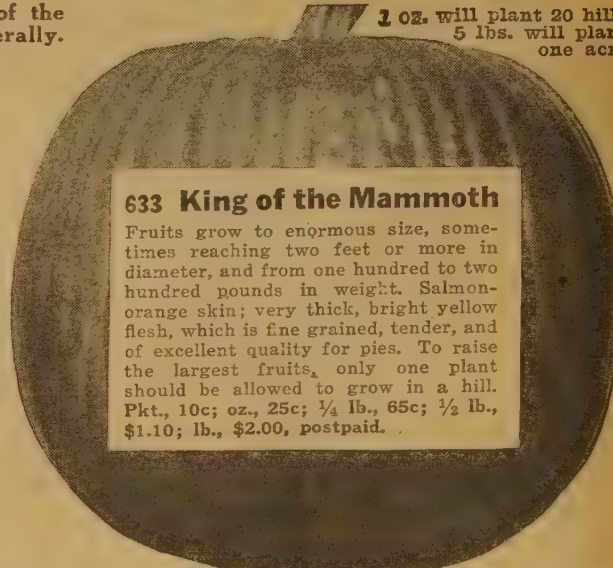 of the
erally.
1 oz. will plant 20 hill
5 lbs. will plan
one acr
633 King of the Mammoth
Fruits grow to enormous size, some-
times reaching two feet or more in
diameter, and from one hundred to two
hundred pounds in weight. Salmon-
orange skin; very thick, bright yellow
flesh, which is fine grained, tender, and
of excellent quality for pies. To raise
the largest fruits, only one plant
should be allowed to grow in a hill.
Pkt., 10c; oz., 25c; ¼ lb., 65c; ½ lb.,
$1.10; lb., $2.00, postpaid.